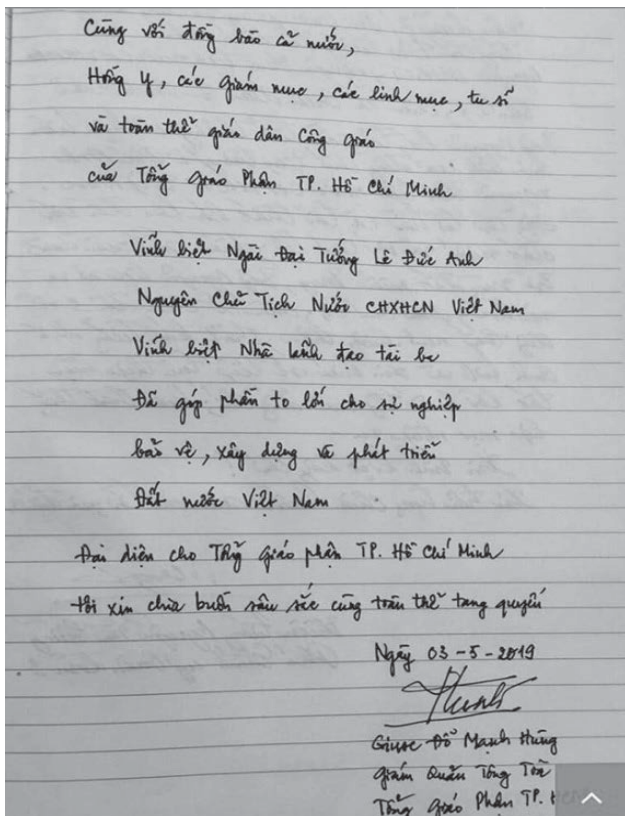 Cùng với đồng bào cả nước,
Hồng y, các giám mục, các linh mục, tu sĩ
và toàn thể giáo dân Công giáo
của Tổng Giáo Phận TP. Hồ Chí Minh
Vĩnh biệt Ngài Đại Tướng Lê Đức Anh
Nguyên Chủ Tịch Nước CHXHCN Việt Nam
Vĩnh biệt Nhà lãnh đạo tài ba
Đã góp phần to lớn cho sự nghiệp
bảo vệ, xây dựng và phát triển
Đất nước Việt Nam
Đại diện cho Tổng Giáo phận TP. Hồ Chí Minh
tôi xin chia buồn sâu sắc cùng toàn thể tang quyến
Ngày 03-5-2019
Giuse Đỗ Mạnh Hùng
Giám Quản Tông Tòa
Tổng Giáo Phận TP.